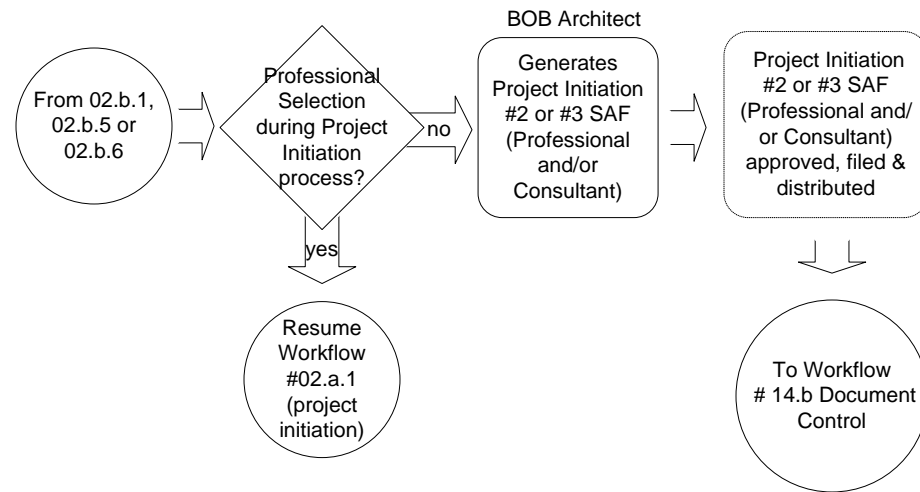 From 02.b.1,
02.b.5 or
02.b.6
Professional
Selection
during Project
Initiation
process?
no
yes
Resume
Workflow
#02.a.1
(project
initiation)
BOB Architect
Generates
Project Initiation
#2 or #3 SAF
(Professional
and/or
Consultant)
Project Initiation
#2 or #3 SAF
(Professional and/
or Consultant)
approved, filed &
distributed
To Workflow
# 14.b Document
Control